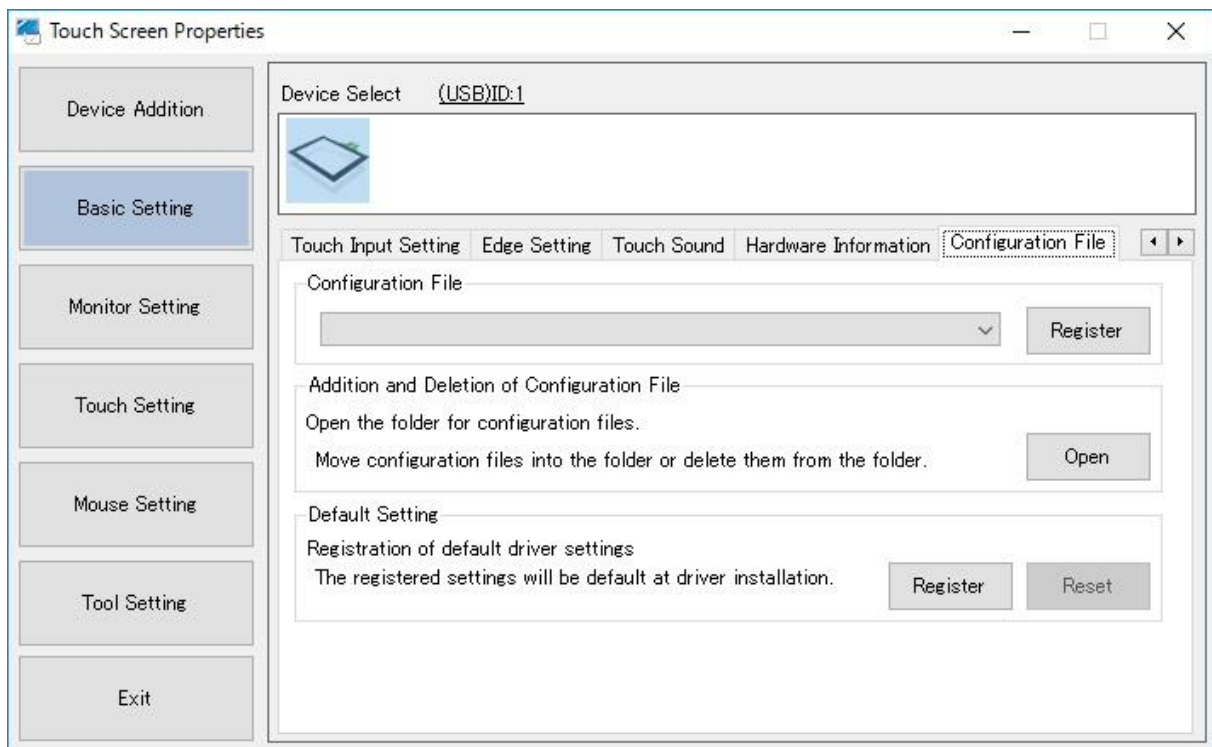 Touch Screen Properties
Device Addition
Basic Setting
Monitor Setting
Touch Setting
Mouse Setting
Tool Setting
Exit
Device Select (USB)ID:1
Touch Input Setting Edge Setting Touch Sound Hardware Information Configuration File
Configuration File
Register
Addition and Deletion of Configuration File
Open the folder for configuration files.
Move configuration files into the folder or delete them from the folder.
Open
Default Setting
Registration of default driver settings
The registered settings will be default at driver installation.
Register Reset